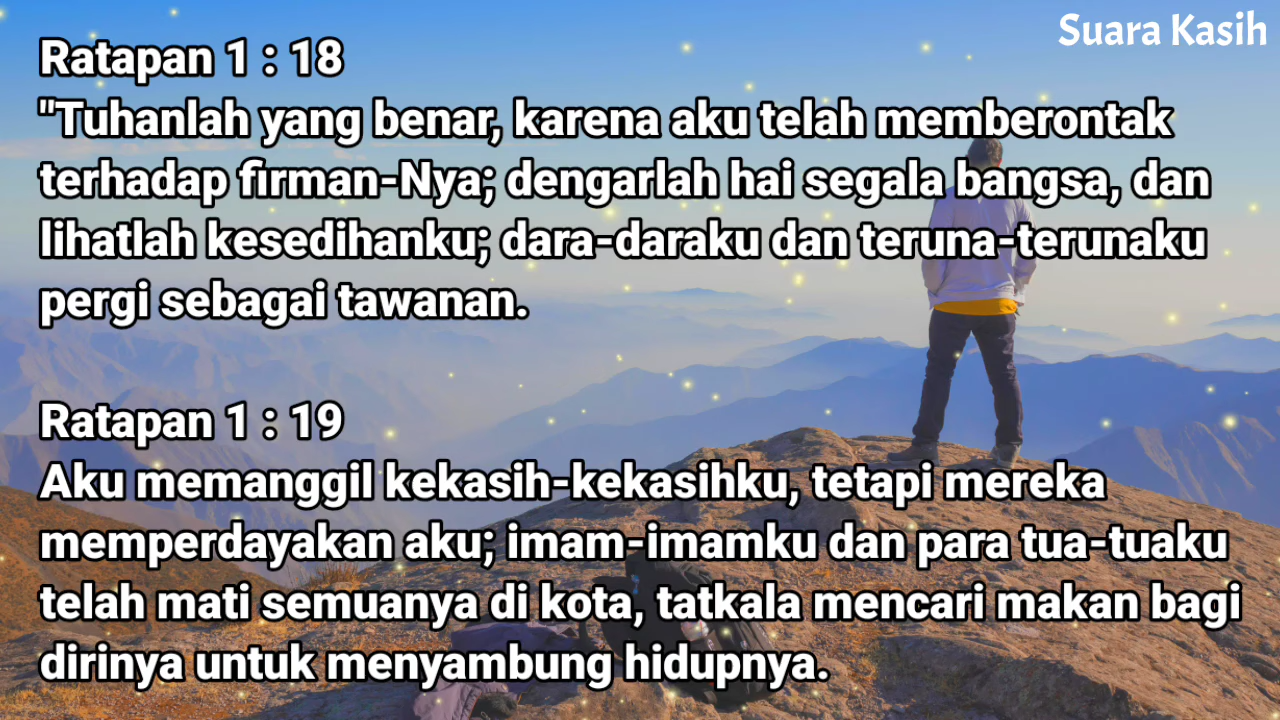 Suara Kasih
Ratapan 1 : 18
"Tuhanlah yang benar, karena aku telah memberontak
terhadap firman-Nya; dengarlah hai segala bangsa, dan
lihatlah kesedihanku; dara-daraku dan teruna-terunaku
pergi sebagai tawanan.
Ratapan 1 : 19
Aku memanggil kekasih-kekasihku, tetapi mereka
memperdayakan aku; imam-imamku dan para tua-tuaku
telah mati semuanya di kota, tatkala mencari makan bagi
dirinya untuk menyambung hidupnya.